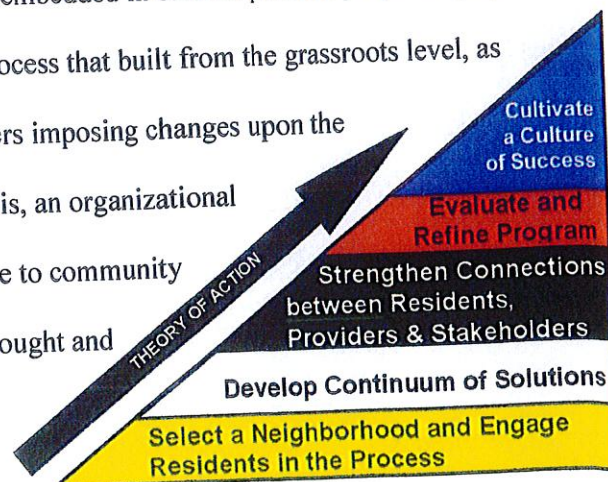 ocess that built from the grassroots level, as
rs imposing changes upon the
is, an organizational
e to community
ought and
THEORY OF ACTION
Cultivate
a Culture
of Success
Evaluate and
Refine Program
Strengthen Connections
between Residents,
Providers & Stakeholders
Develop Continuum of Solutions
Select a Neighborhood and Engage
Residents in the Process